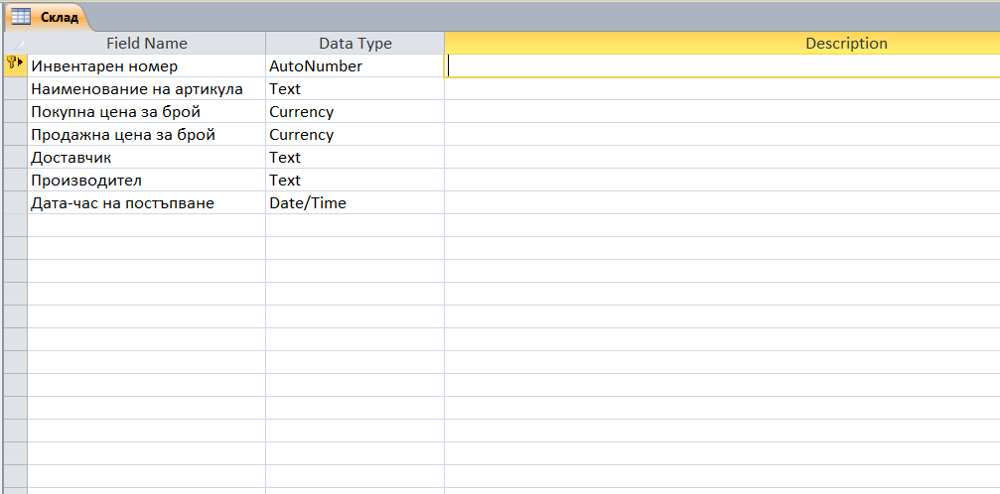 Склад
Field Name Data Type Description
Инвентарен номер AutoNumber
Наименование на артикула Text
Покупна цена за брой Currency
Продажна цена за брой Currency
Доставчик Text
Производител Text
Дата-час на постъпване Date/Time